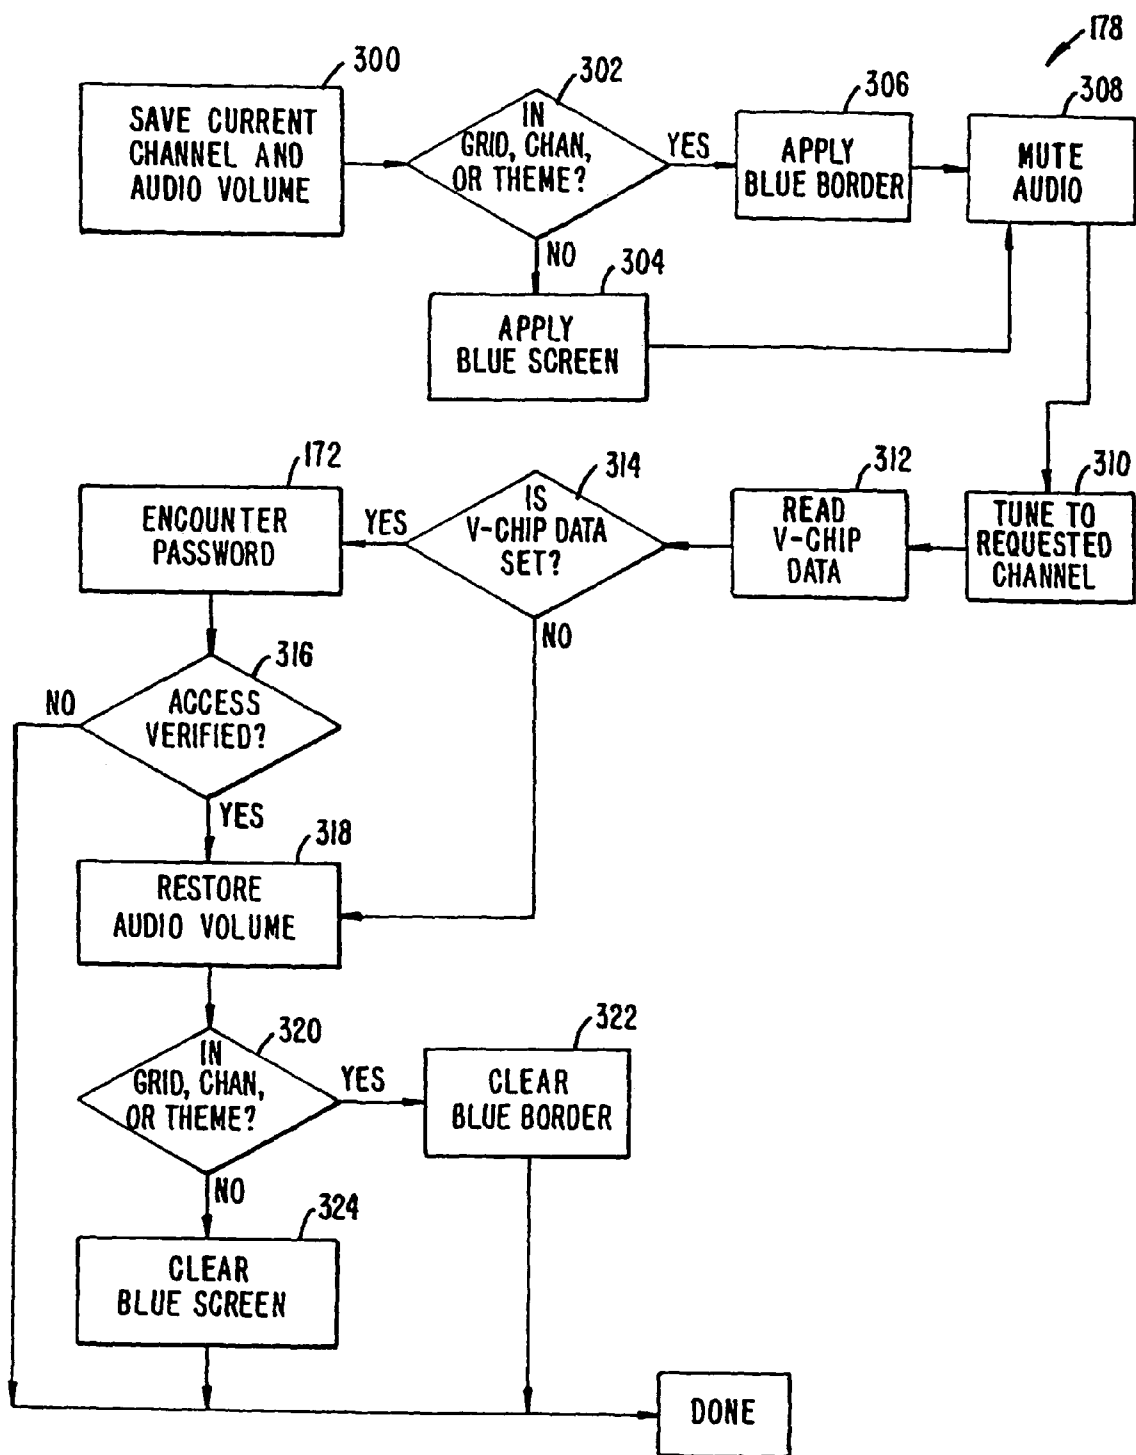 178
300
SAVE CURRENT
CHANNEL AND
AUDIO VOLUME
302
IN
GRID, CHAN,
OR THEME?
YES
NO
306
APPLY
BLUE BORDER
308
MUTE
AUDIO
304
APPLY
BLUE SCREEN
310
TUNE TO
REQUESTED
CHANNEL
312
READ
V-CHIP
DATA
314
IS
V-CHIP DATA
SET?
YES
NO
172
ENCOUNTER
PASSWORD
316
ACCESS
VERIFIED?
NO
YES
318
RESTORE
AUDIO VOLUME
320
IN
GRID, CHAN,
OR THEME?
YES
NO
322
CLEAR
BLUE BORDER
324
CLEAR
BLUE SCREEN
DONE